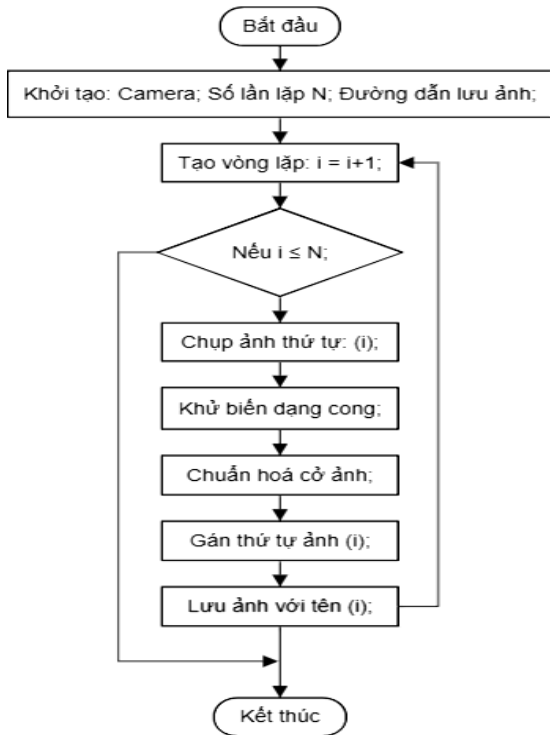 Bắt đầu
Khởi tạo: Camera; Số lần lặp N; Đường dẫn lưu ảnh;
Tạo vòng lặp: i = i+1;
Nếu i ≤ N;
Chụp ảnh thứ tự: (i);
Khử biến dạng cong;
Chuẩn hoá cở ảnh;
Gán thứ tự ảnh (i);
Lưu ảnh với tên (i);
Kết thúc